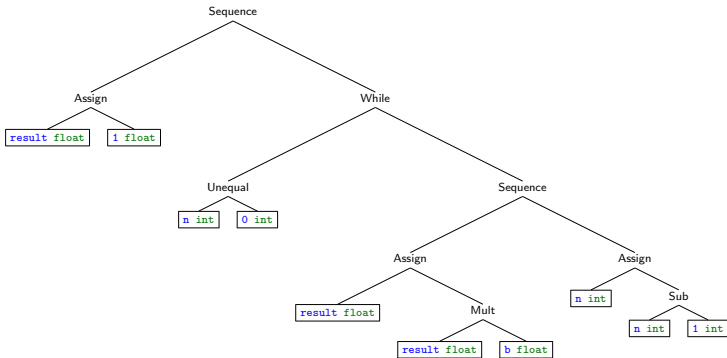 Sequence
Assign While
result float 1 float
Unequal Sequence
n int 0 int
Assign Assign
n int Sub
result float Mult
n int 1 int
result float b float